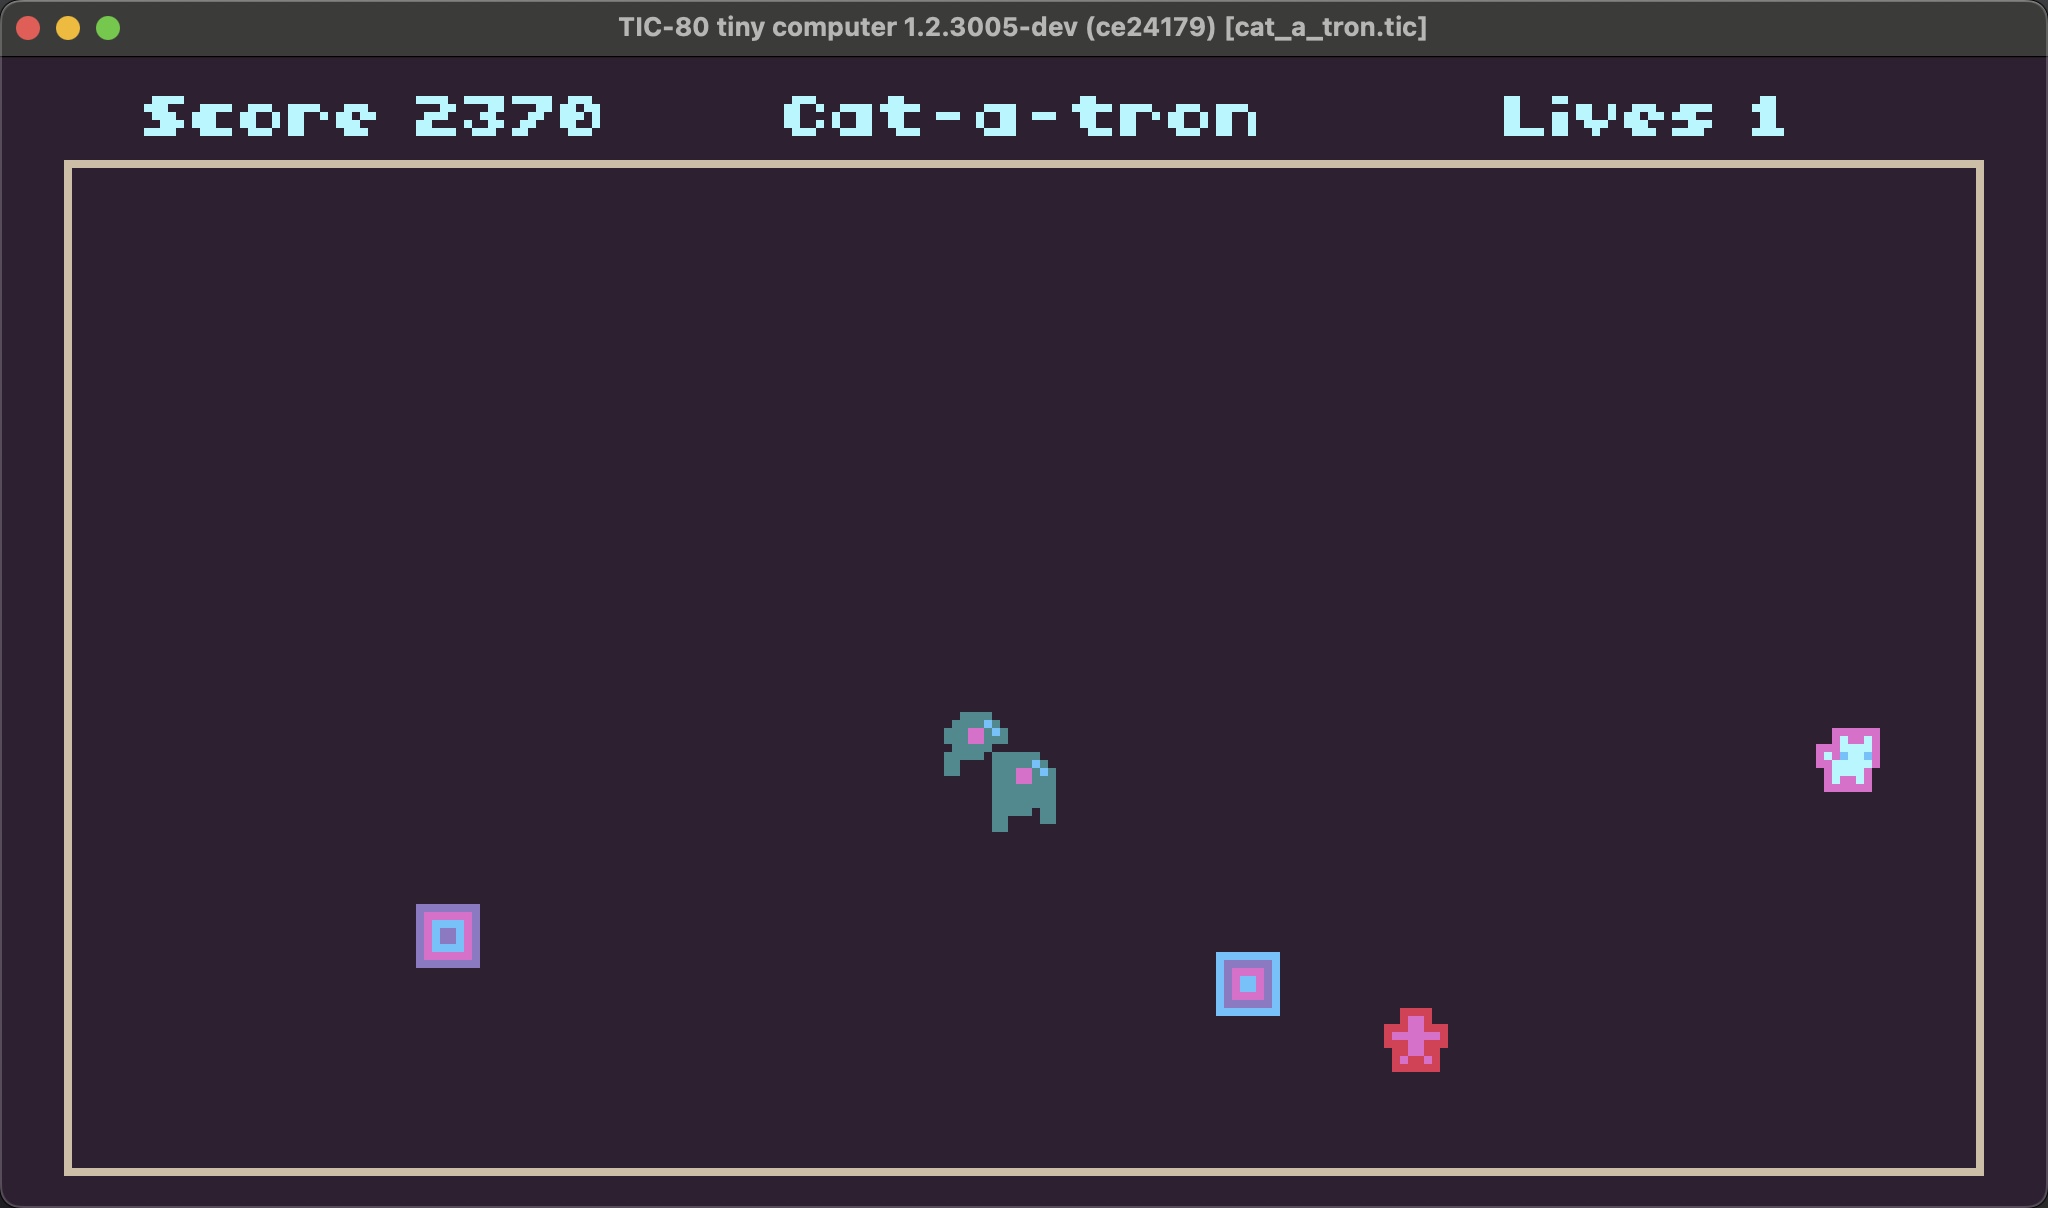 TIC-80 tiny computer 1.2.3005-dev (ce24179) [cat_a_tron.tic]
Score 2370 Cat-a-tron Lives 1